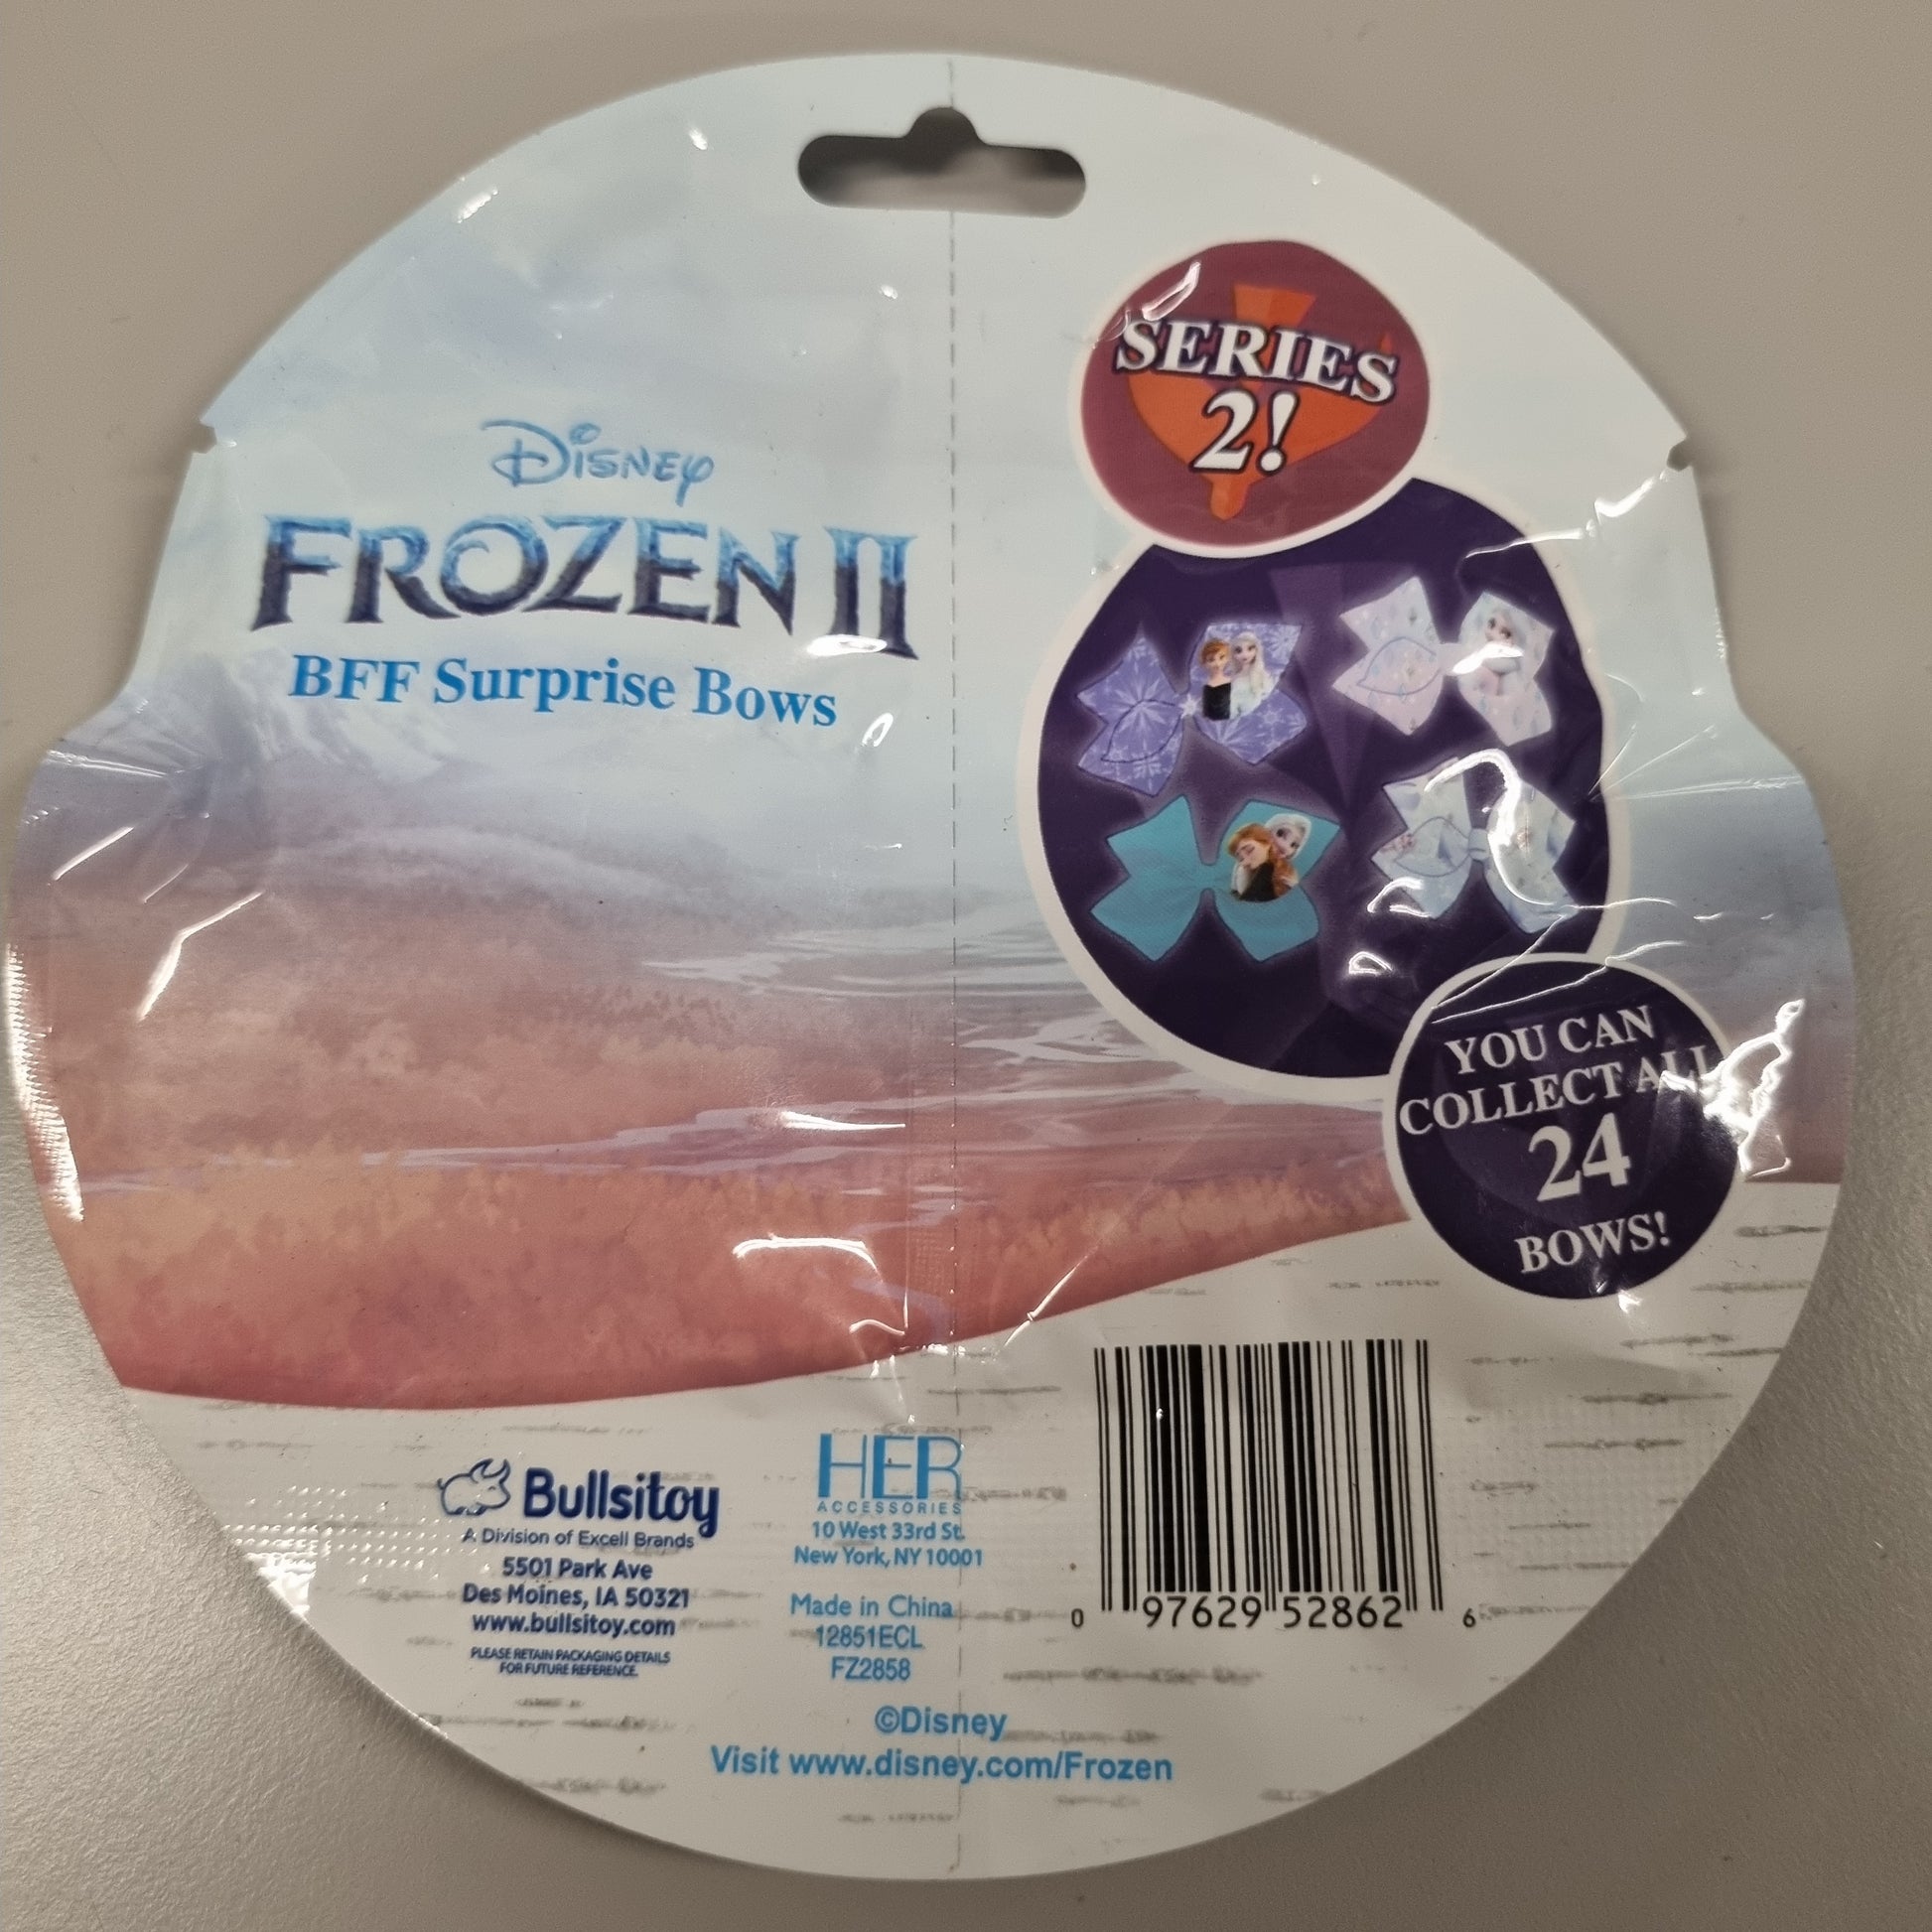 Disney
FROZEN II
BFF Surprise Bows
SERIES
2!
YOU CAN
COLLECT ALL
24
BOWS!
Bullsitoy
A Division of Excell Brands
5501 Park Ave
Des Moines, IA 50321
www.bullsitoy.com
PLEASE RETAIN PACKAGING DETAILS
FOR FUTURE REFERENCE.
HER
ACCESSORIES
10 West 33rd St.
New York, NY 10001
Made in China
12851ECL
FZ2858
0 97629 52862 6
©Disney
Visit www.disney.com/Frozen